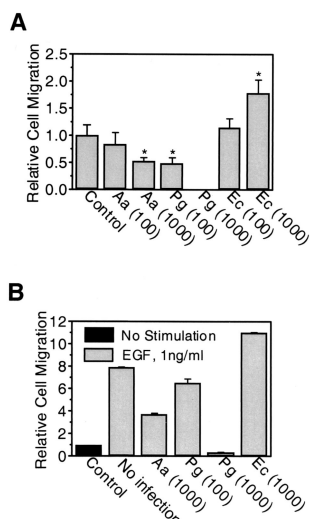 A
Relative Cell Migration
2.5
2.0
1.5
1.0
0.5
0.0
* * *
Control
Aa (100)
Aa (1000)
Pg (100)
Pg (1000)
Ec (100)
Ec (1000)
B
Relative Cell Migration
12
10
8
6
4
2
0
No Stimulation
EGF, 1ng/ml
Control
No infection
Aa (1000)
Pg (100)
Pg (1000)
Ec (1000)